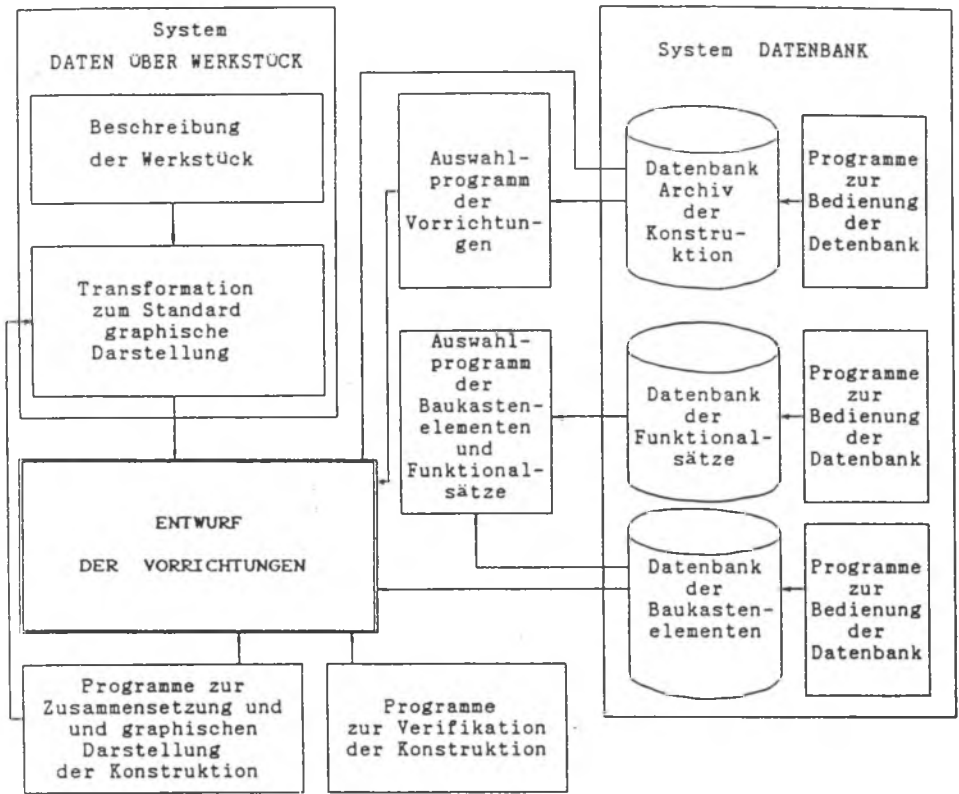 System
DATEN ÜBER WERKSTÜCK
Beschreibung
der Werkstück
Transformation
zum Standard
graphische
Darstellung
ENTWURF
DER VORRICHTUNGEN
Programme zur
Zusammensetzung und
und graphischen
Darstellung
der Konstruktion
Programme
zur Verifikation
der Konstruktion
Auswahl-
programm
der
Vorrichtun-
gen
Auswahl-
programm
der
Baukasten-
elementen
und
Funktional-
sätze
System DATENBANK
Datenbank
Archiv
der
Konstru-
ktion
Programme
zur
Bedienung
der
Detenbank
Datenbank
der
Funktional-
sätze
Programme
zur
Bedienung
der
Datenbank
Datenbank
der
Baukasten-
elementen
Programme
zur
Bedienung
der
Datenbank